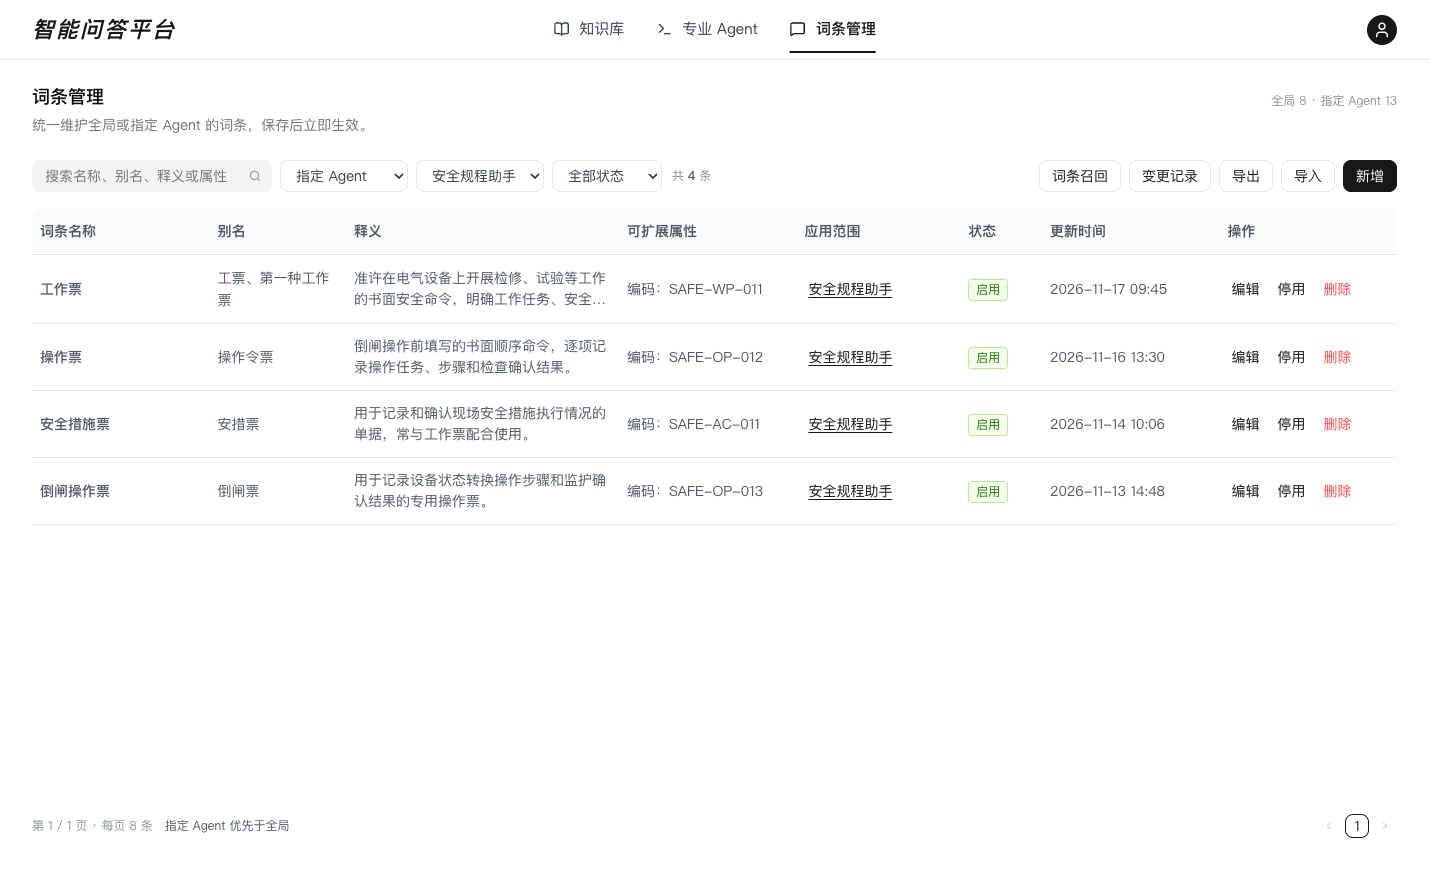 智能问答平台
知识库
专业 Agent
词条管理
词条管理
全局 8 · 指定 Agent 13
统一维护全局或指定 Agent 的词条，保存后立即生效。
搜索名称、别名、释义或属性
指定 Agent
安全规程助手
全部状态
共 4 条
词条召回
变更记录
导出
导入
新增
词条名称 别名 释义 可扩展属性 应用范围 状态 更新时间 操作
工作票 工票、第一种工作票 准许在电气设备上开展检修、试验等工作的书面安全命令，明确工作任务、安全... 编码：SAFE-WP-011 安全规程助手 启用 2026-11-17 09:45 编辑 停用 删除
操作票 操作令票 倒闸操作前填写的书面顺序命令，逐项记录操作任务、步骤和检查确认结果。 编码：SAFE-OP-012 安全规程助手 启用 2026-11-16 13:30 编辑 停用 删除
安全措施票 安措票 用于记录和确认现场安全措施执行情况的单据，常与工作票配合使用。 编码：SAFE-AC-011 安全规程助手 启用 2026-11-14 10:06 编辑 停用 删除
倒闸操作票 倒闸票 用于记录设备状态转换操作步骤和监护确认结果的专用操作票。 编码：SAFE-OP-013 安全规程助手 启用 2026-11-13 14:48 编辑 停用 删除
第 1 / 1 页 · 每页 8 条 指定 Agent 优先于全局
1